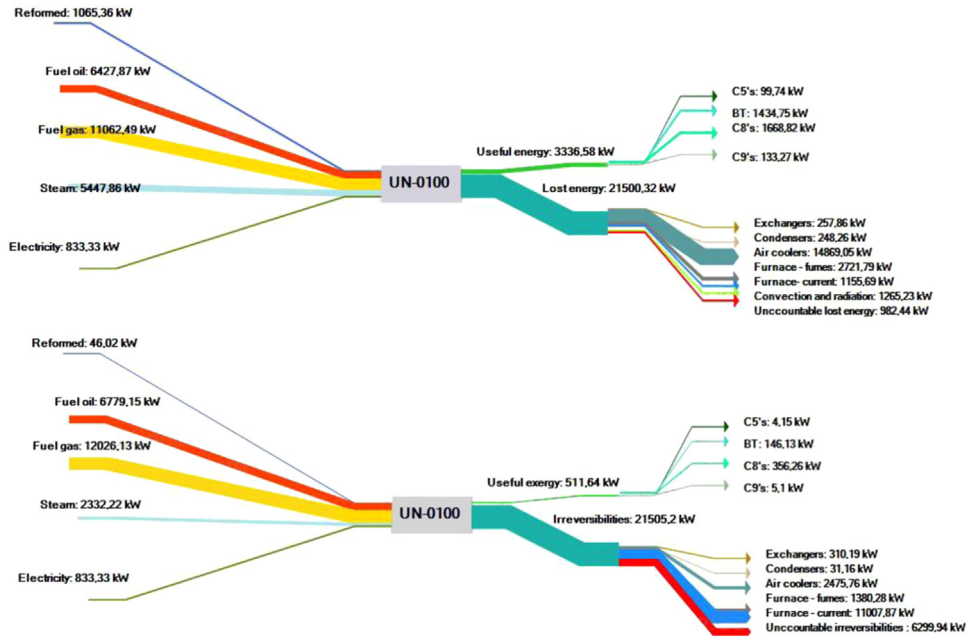 Reformed: 1065,36 kW
Fuel oil: 6427,87 kW
Fuel gas: 11062,49 kW
Steam: 5447,86 kW
Electricity: 833,33 kW
UN-0100
Useful energy: 3336,58 kW
Lost energy: 21500,32 kW
C5's: 99,74 kW
BT: 1434,75 kW
C8's: 1668,82 kW
C9's: 133,27 kW
Exchangers: 257,86 kW
Condensers: 248,26 kW
Air coolers: 14869,05 kW
Furnace - fumes: 2721,79 kW
Furnace- current: 1155,69 kW
Convection and radiation: 1265,23 kW
Unccountable lost energy: 982,44 kW
Reformed: 46,02 kW
Fuel oil: 6779,15 kW
Fuel gas: 12026,13 kW
Steam: 2332,22 kW
Electricity: 833,33 kW
UN-0100
Useful exergy: 511,64 kW
Irreversibilities: 21505,2 kW
C5's: 4,15 kW
BT: 146,13 kW
C8's: 356,26 kW
C9's: 5,1 kW
Exchangers: 310,19 kW
Condensers: 31,16 kW
Air coolers: 2475,76 kW
Furnace - fumes: 1380,28 kW
Furnace - current: 11007,87 kW
Unccountable irreversibilities : 6299,94 kW